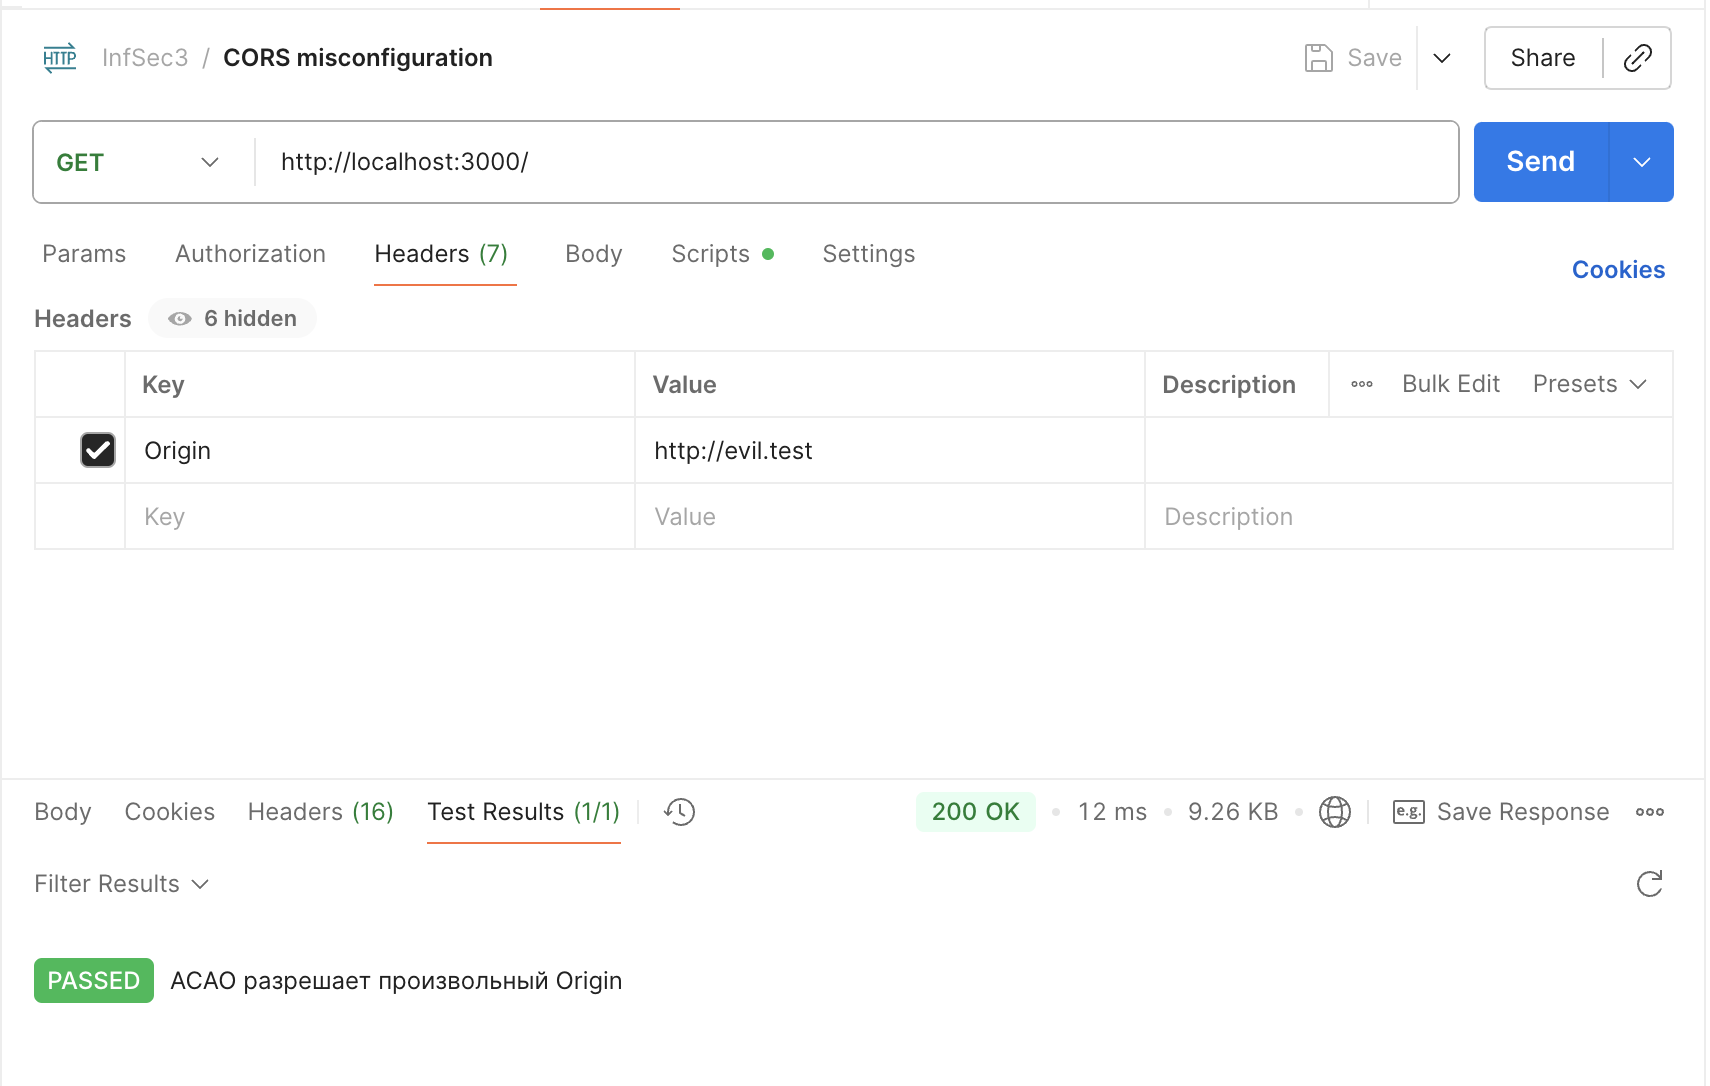 HTTP InfSec3 / CORS misconfiguration Save Share
GET http://localhost:3000/ Send
Params Authorization Headers (7) Body Scripts Settings Cookies
Headers 6 hidden
Key Value Description Bulk Edit Presets
Origin http://evil.test
Key Value Description
Body Cookies Headers (16) Test Results (1/1) 200 OK • 12 ms • 9.26 KB • e.g. Save Response
Filter Results
PASSED ACAO разрешает произвольный Origin